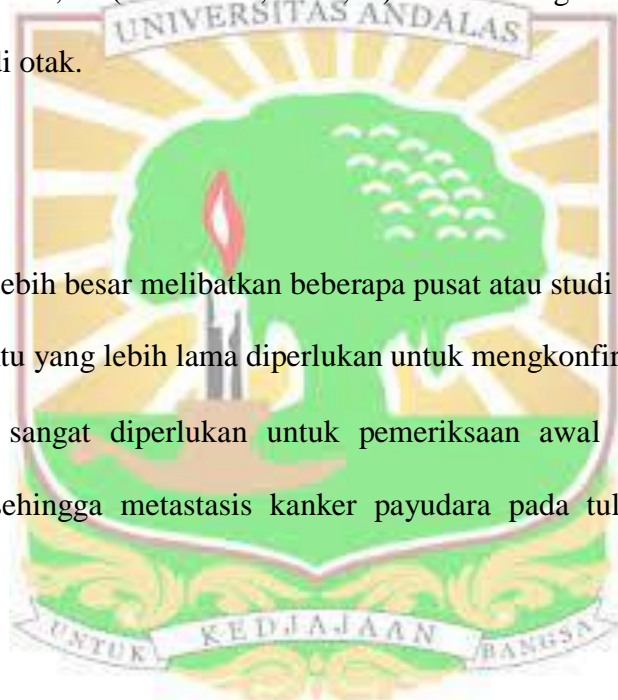 UNIVERSITAS ANDALAS
di otak.
ebih besar melibatkan beberapa pusat atau studi
tu yang lebih lama diperlukan untuk mengkonfir
sangat diperlukan untuk pemeriksaan awal
sehingga metastasis kanker payudara pada tul
UNTUK KEDJAJAAN BANGSA